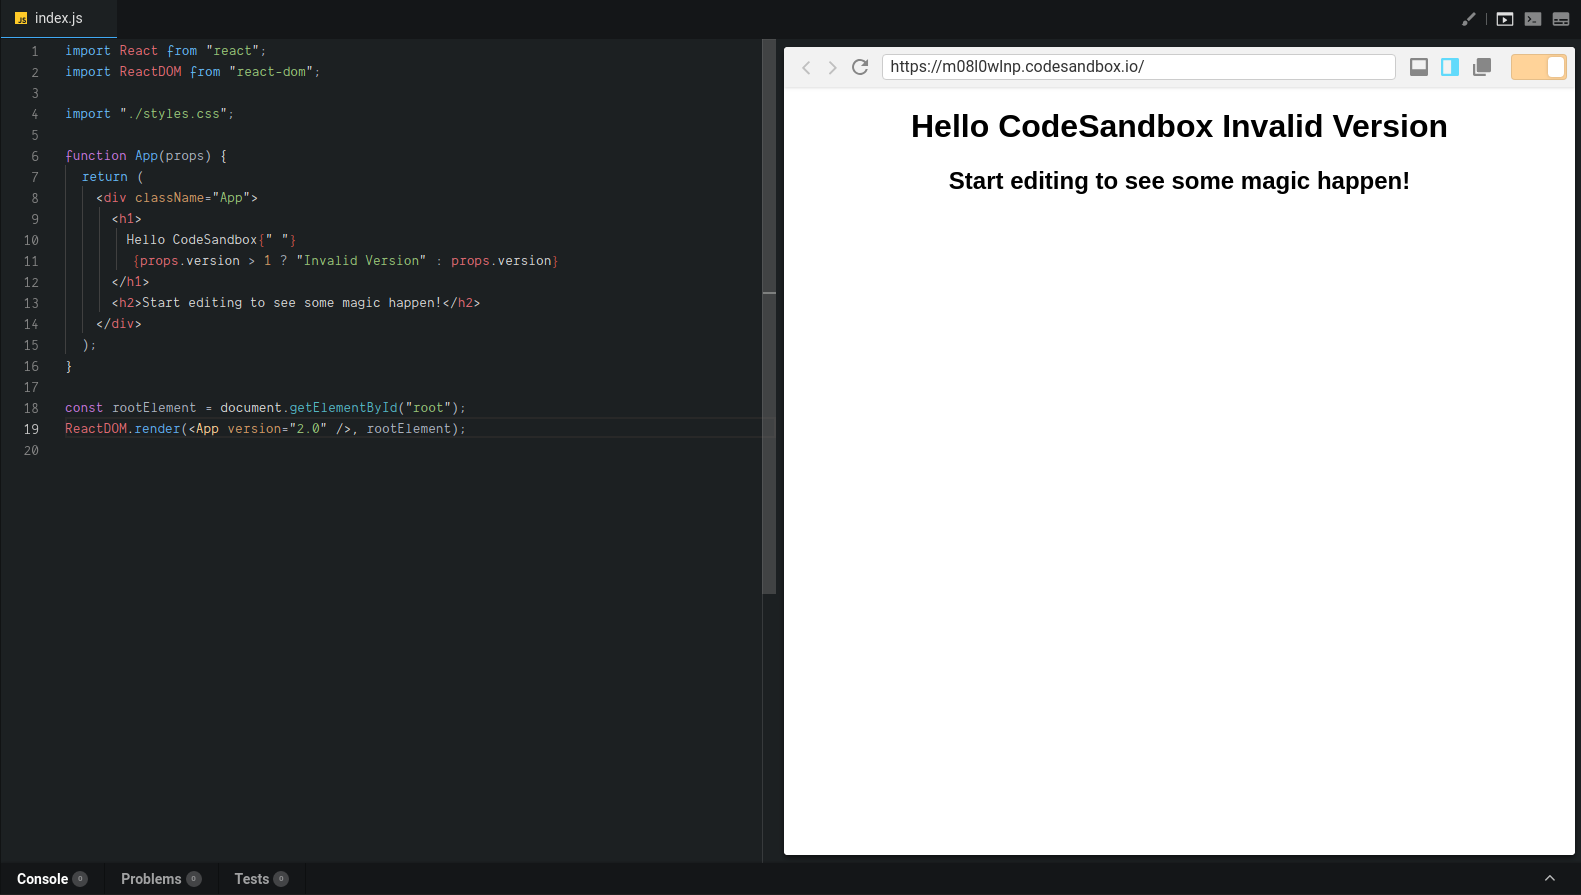 index.js
1 import React from "react";
2 import ReactDOM from "react-dom";
3
4 import "./styles.css";
5
6 function App(props) {
7 return (
8 <div className="App">
9 <h1>
10 Hello CodeSandbox{" "}
11 {props.version > 1 ? "Invalid Version" : props.version}
12 </h1>
13 <h2>Start editing to see some magic happen!</h2>
14 </div>
15 );
16 }
17
18 const rootElement = document.getElementById("root");
19 ReactDOM.render(<App version="2.0" />, rootElement);
20
https://m08l0wlnp.codesandbox.io/
Hello CodeSandbox Invalid Version
Start editing to see some magic happen!
Console 0 Problems 0 Tests 0